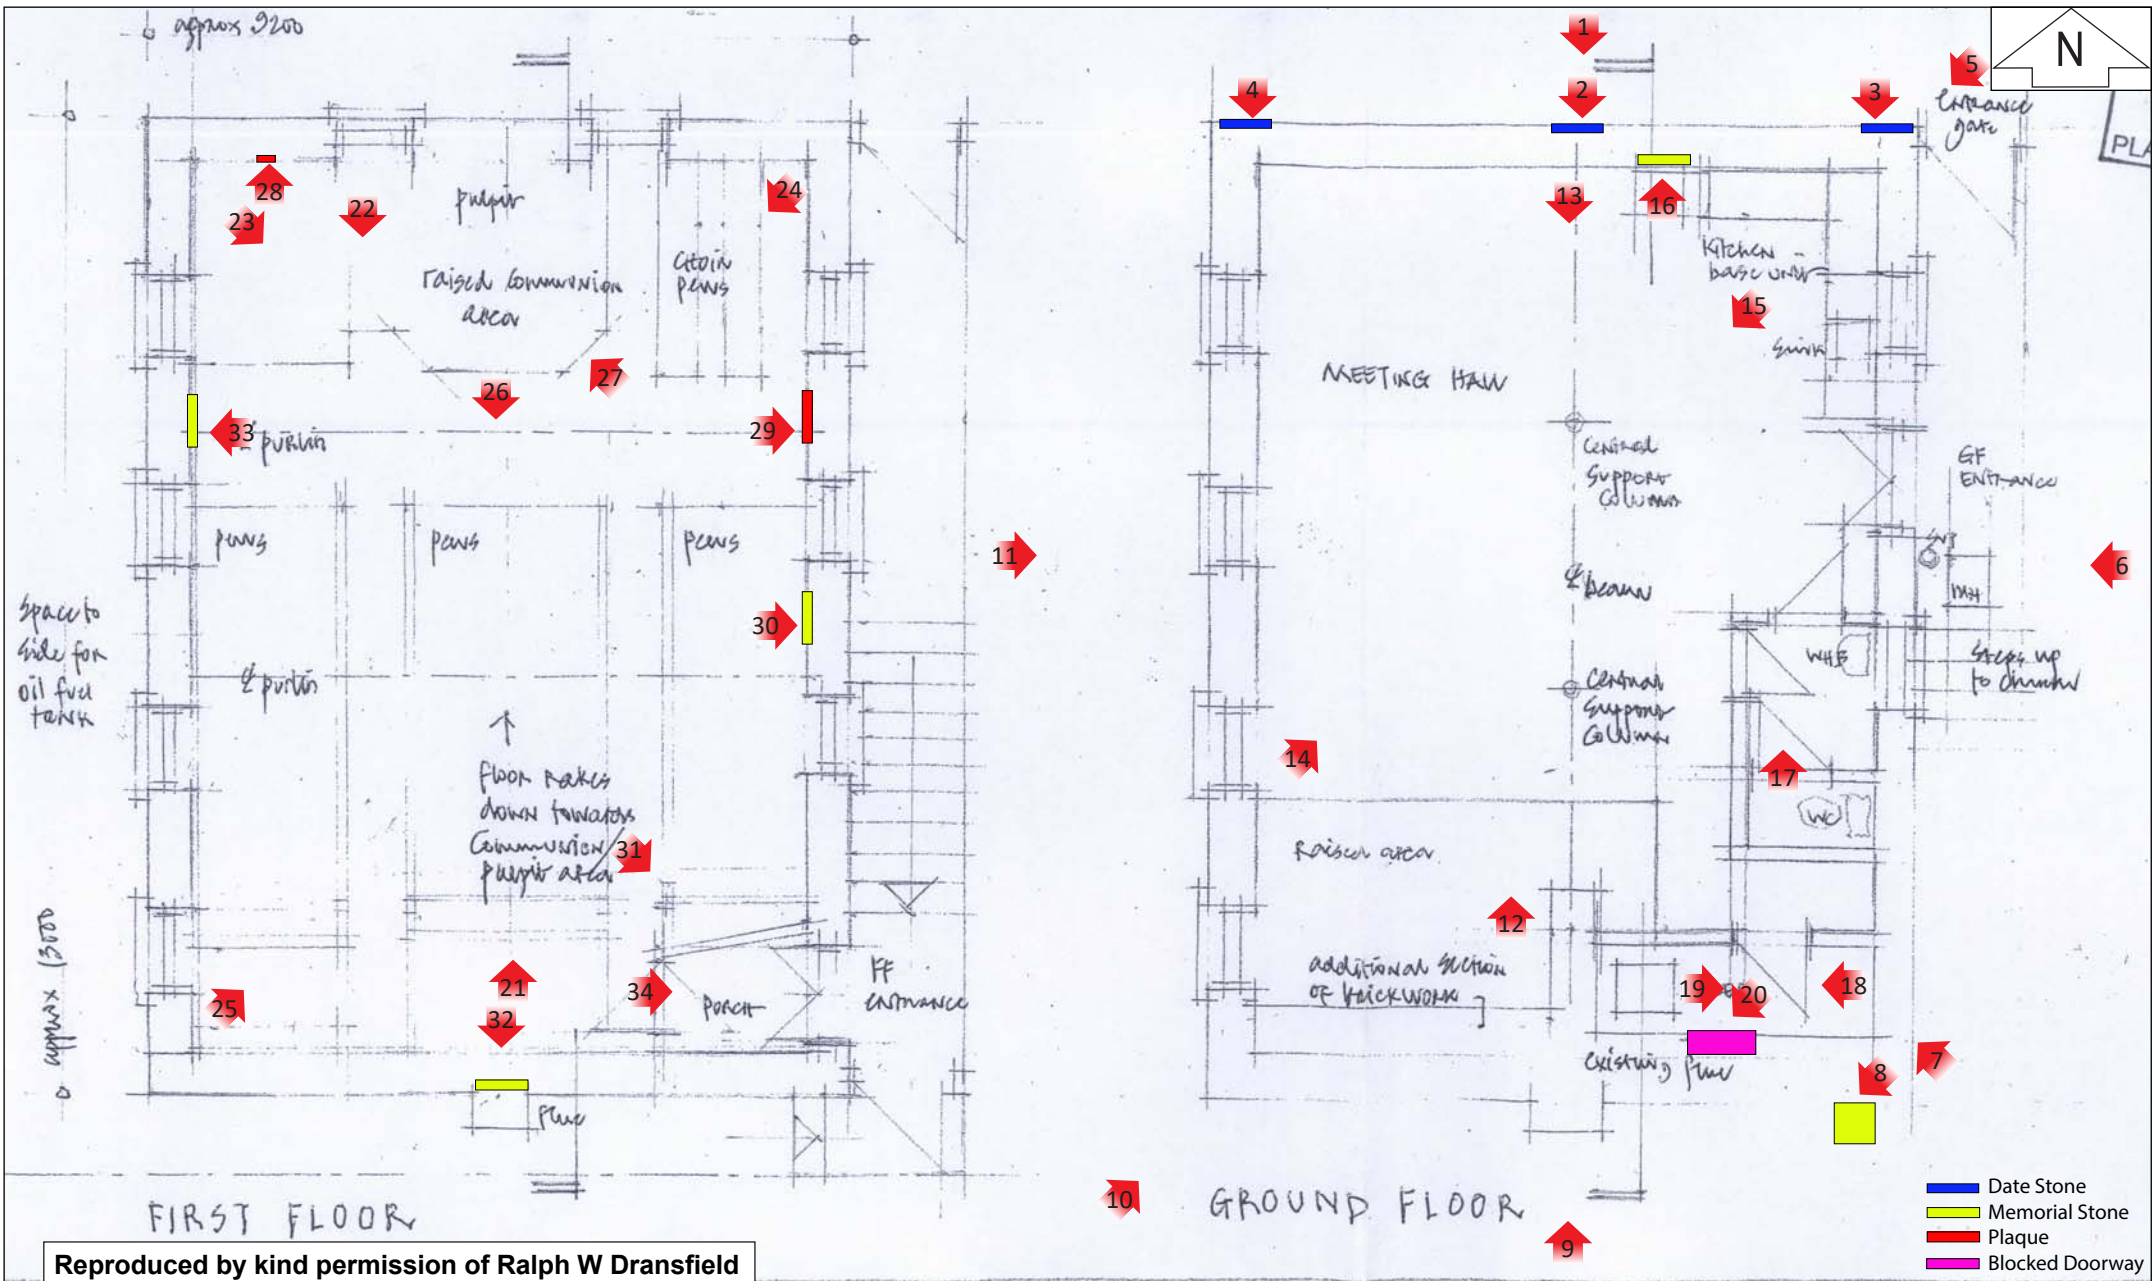 approx 9200
1
N
5
4
2
3
Entrance
gate
PLA
28
22
24
23
pulpit
13
16
Choir
pews
Kitchen
base unit
raised Communion
area
15
Sink
27
MEETING HALL
26
33
purlin
29
Central
Support
Column
GF
ENTRANCE
pews
pews
pews
11
SVP
6
beam
MH
Space to
side for
oil fuel
tank
30
WHB
Steps up
to church
purlin
Central
Support
Column
14
17
floor rakes
down towards
Communion/
pulpit area
31
WC
Raised area
12
approx 13000
additional section
of brickwork
25
21
34
PORCH
FF
entrance
19
20
18
32
existing flue
7
8
flue
10
FIRST FLOOR
GROUND FLOOR
9
Date Stone
Memorial Stone
Plaque
Blocked Doorway
Reproduced by kind permission of Ralph W Dransfield